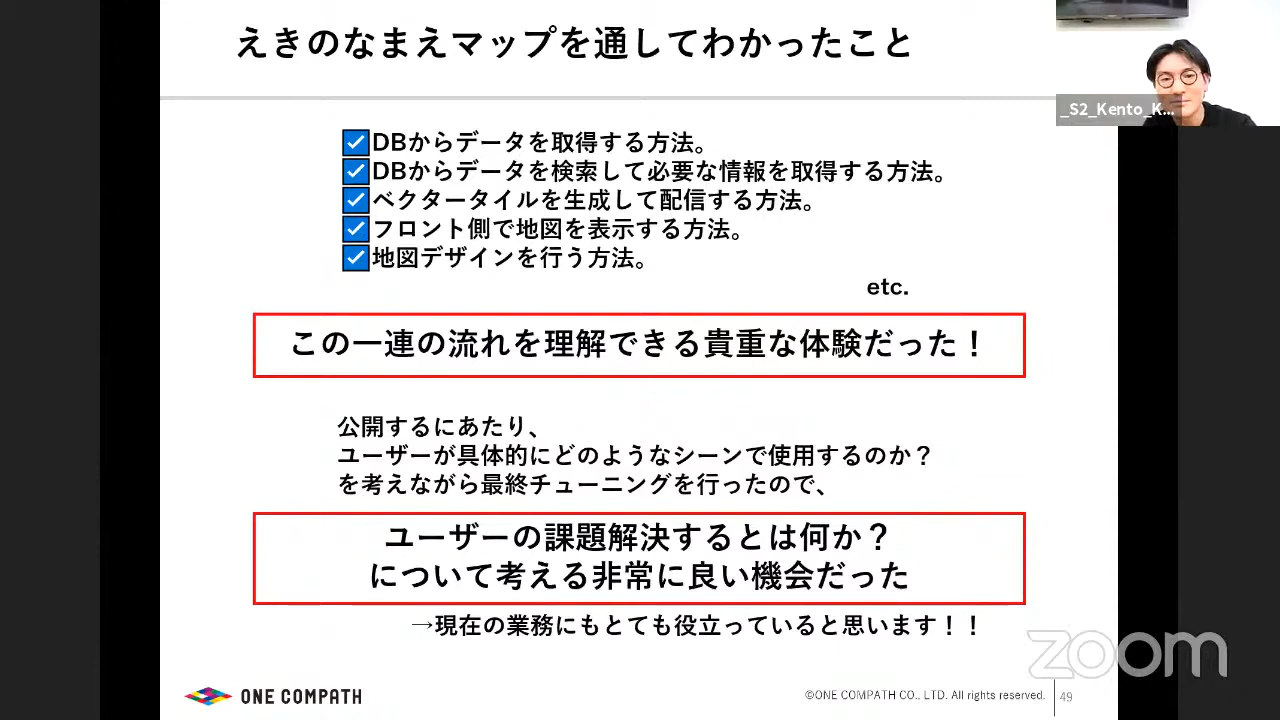 えきのなまえマップを通してわかったこと
_S2_Kento_K...
DBからデータを取得する方法。
DBからデータを検索して必要な情報を取得する方法。
ベクタータイルを生成して配信する方法。
フロント側で地図を表示する方法。
地図デザインを行う方法。
etc.
この一連の流れを理解できる貴重な体験だった！
公開するにあたり、
ユーザーが具体的にどのようなシーンで使用するのか？
を考えながら最終チューニングを行ったので、
ユーザーの課題解決するとは何か？
について考える非常に良い機会だった
→現在の業務にもとても役立っていると思います！！
zoom
ONE COMPATH
©ONE COMPATH CO., LTD. All rights reserved.
49